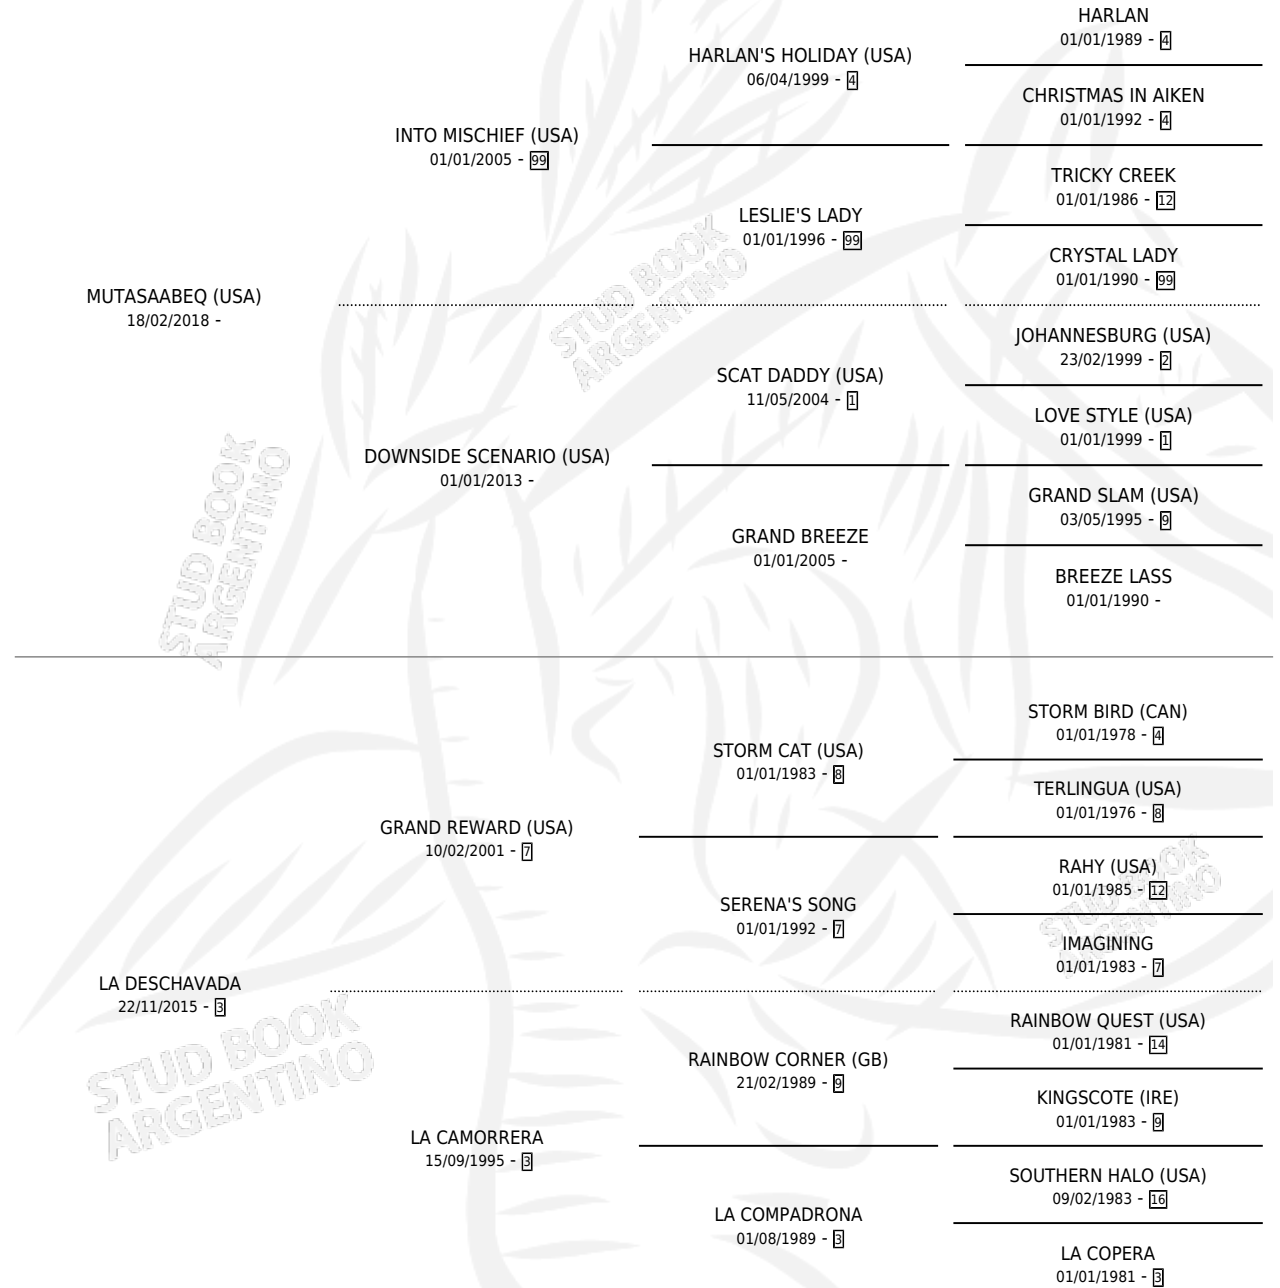 HARLAN
01/01/1989 - 4
HARLAN'S HOLIDAY (USA)
06/04/1999 - 4
CHRISTMAS IN AIKEN
01/01/1992 - 4
INTO MISCHIEF (USA)
01/01/2005 - 99
TRICKY CREEK
01/01/1986 - 12
LESLIE'S LADY
01/01/1996 - 99
CRYSTAL LADY
01/01/1990 - 99
MUTASAABEQ (USA)
18/02/2018 -
JOHANNESBURG (USA)
23/02/1999 - 2
SCAT DADDY (USA)
11/05/2004 - 1
LOVE STYLE (USA)
01/01/1999 - 1
DOWNSIDE SCENARIO (USA)
01/01/2013 -
GRAND SLAM (USA)
03/05/1995 - 9
GRAND BREEZE
01/01/2005 -
BREEZE LASS
01/01/1990 -
STORM BIRD (CAN)
01/01/1978 - 4
STORM CAT (USA)
01/01/1983 - 8
TERLINGUA (USA)
01/01/1976 - 8
GRAND REWARD (USA)
10/02/2001 - 7
RAHY (USA)
01/01/1985 - 12
SERENA'S SONG
01/01/1992 - 7
IMAGINING
01/01/1983 - 7
LA DESCHAVADA
22/11/2015 - 3
RAINBOW QUEST (USA)
01/01/1981 - 14
RAINBOW CORNER (GB)
21/02/1989 - 9
KINGSCOTE (IRE)
01/01/1983 - 9
LA CAMORRERA
15/09/1995 - 3
SOUTHERN HALO (USA)
09/02/1983 - 16
LA COMPADRONA
01/08/1989 - 3
LA COPERA
01/01/1981 - 3
STUD BOOK
ARGENTINO
STUD BOOK
ARGENTINO
STUD BOOK
ARGENTINO
STUD BOOK
ARGENTINO